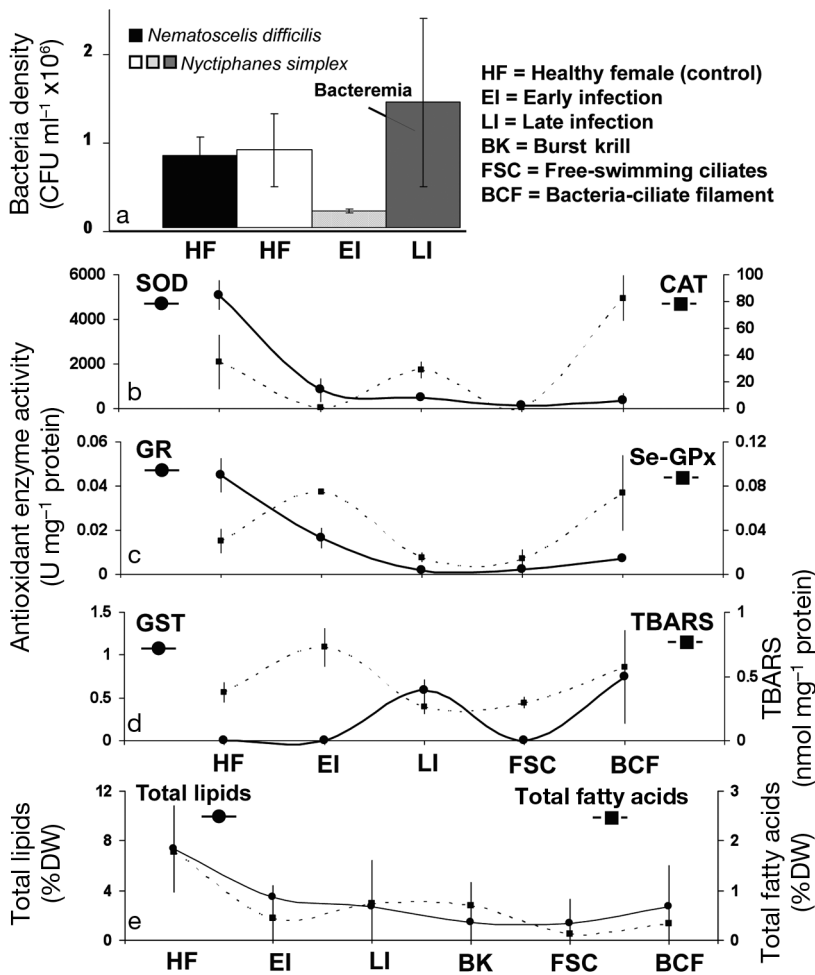 Bacteria density
(CFU ml⁻¹ x10⁶)
2
1
0
a
Nematoscelis difficilis
Nyctiphanes simplex
Bacteremia
HF HF EI LI
HF = Healthy female (control)
EI = Early infection
LI = Late infection
BK = Burst krill
FSC = Free-swimming ciliates
BCF = Bacteria-ciliate filament
Antioxidant enzyme activity
(U mg⁻¹ protein)
6000
4000
2000
0
b
SOD
CAT
100
80
60
40
20
0
0.06
0.04
0.02
0
c
GR
Se-GPx
0.12
0.08
0.04
0
1.5
1
0.5
0
d
GST
TBARS
1
0.5
0
TBARS
(nmol mg⁻¹ protein)
HF EI LI FSC BCF
Total lipids
(%DW)
12
8
4
0
e
Total lipids
Total fatty acids
3
2
1
0
Total fatty acids
(%DW)
HF EI LI BK FSC BCF